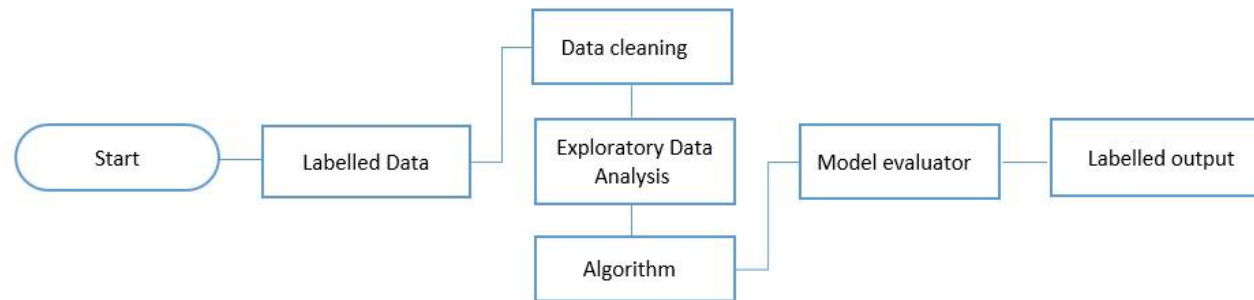 Start
Labelled Data
Data cleaning
Exploratory Data
Analysis
Algorithm
Model evaluator
Labelled output